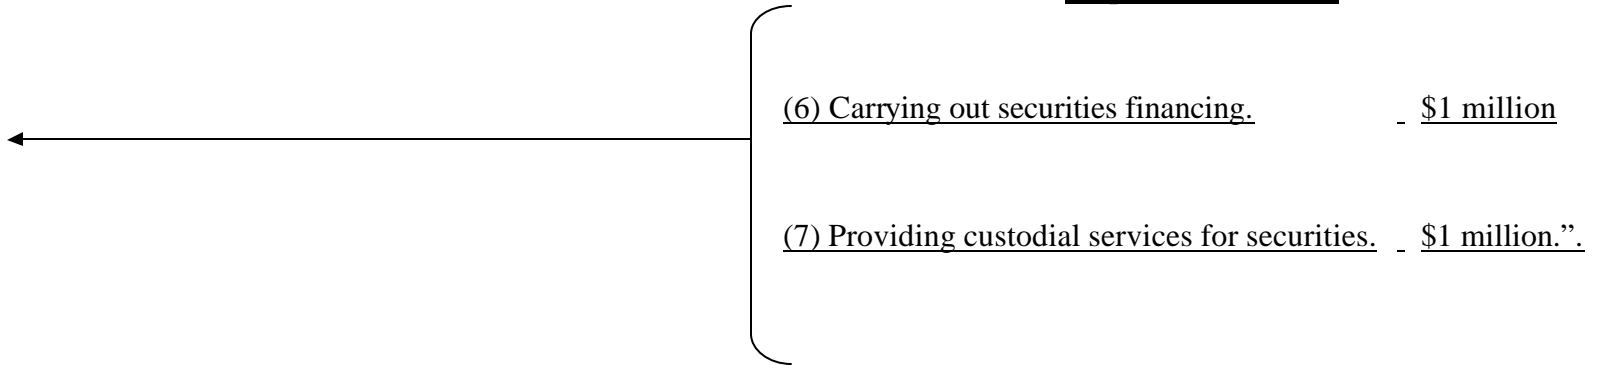 (6) Carrying out securities financing. $1 million
(7) Providing custodial services for securities. $1 million.”.